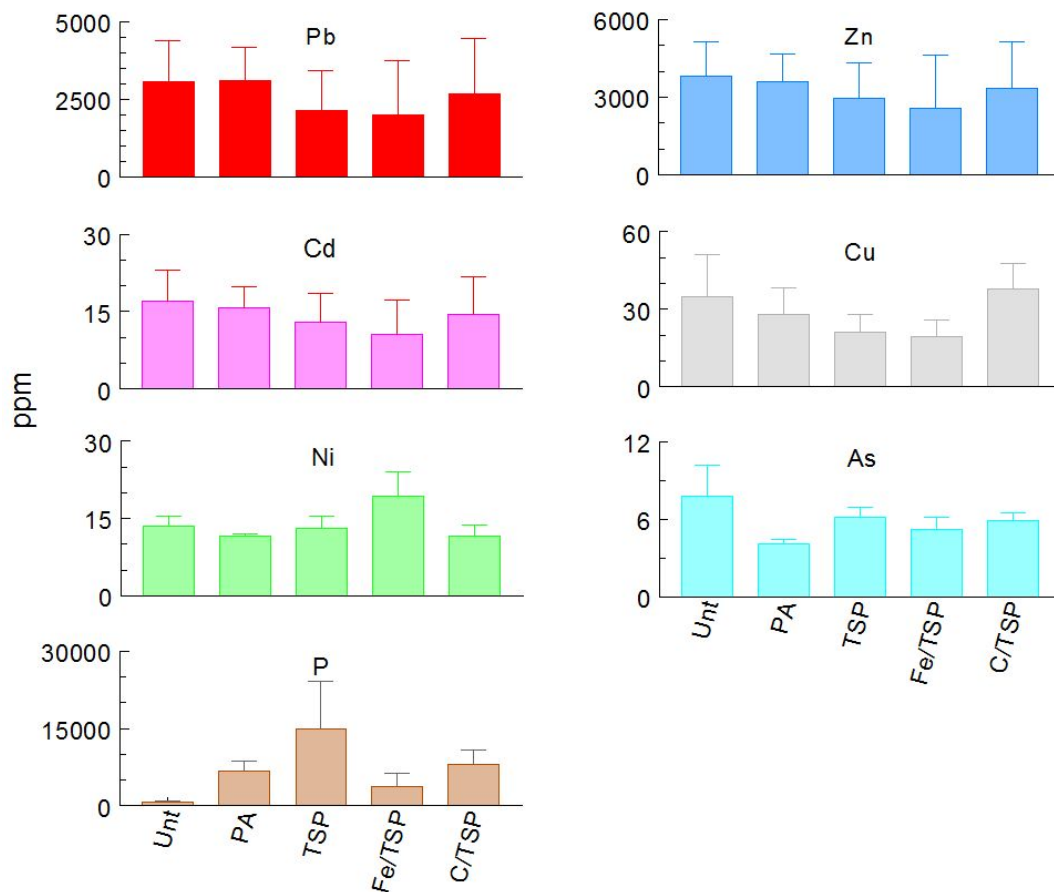 5000
2500
0
Pb
6000
3000
0
Zn
30
15
0
Cd
60
30
0
Cu
ppm
30
15
0
Ni
12
6
0
As
Unt
PA
TSP
Fe/TSP
C/TSP
30000
15000
0
P
Unt
PA
TSP
Fe/TSP
C/TSP